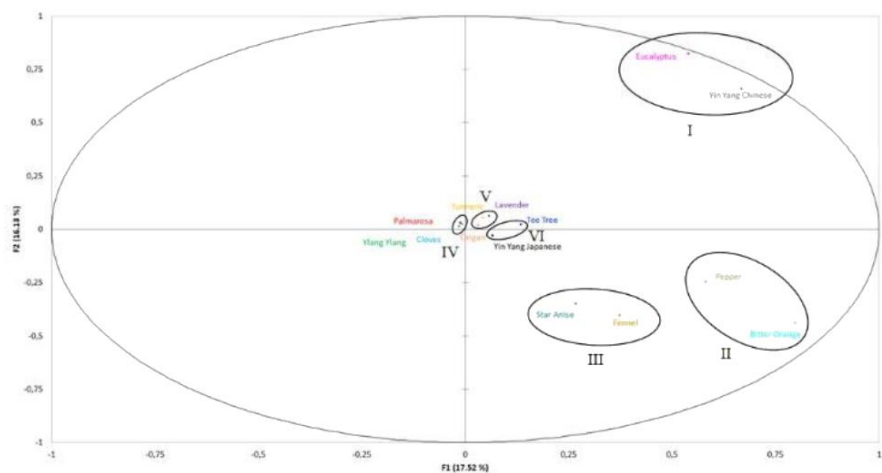 1
0,75
0,5
0,25
0
-0,25
-0,5
-0,75
-1
F2 (16.18 %)
Eucalyptus
Yin Yang Chinese
I
V
Turmeric
Lavender
Palmarosa
Tee Tree
Ylang Ylang
Cloves
Origan
VI
IV
Yin Yang Japanese
Pepper
Star Anise
Fennel
Bitter Orange
III
II
-1
-0,75
-0,5
-0,25
0
0,25
0,5
0,75
1
F1 (17.52 %)